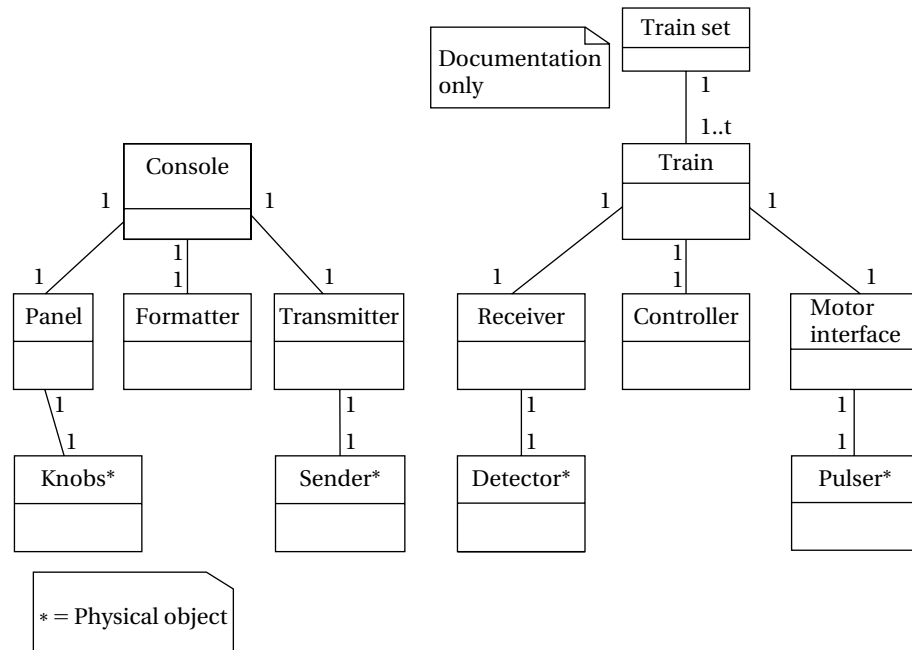 Train set
Documentation
only
1
1..t
Console
Train
1
1
1
1
1
1
1
1
1
1
1
1
Panel
Formatter
Transmitter
Receiver
Controller
Motor
interface
1
1
1
1
1
1
1
1
Knobs*
Sender*
Detector*
Pulser*
* = Physical object